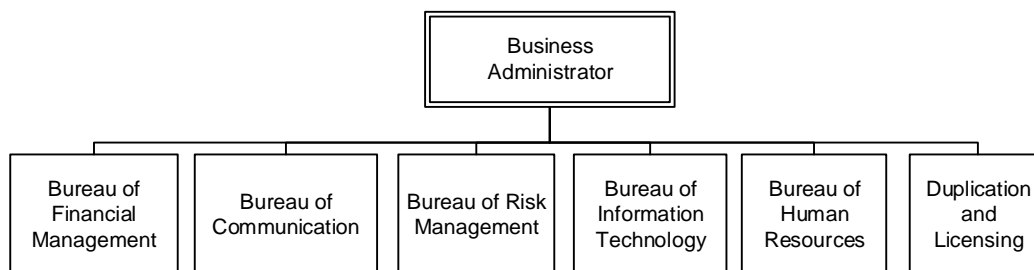 Business
Administrator
Bureau of
Financial
Management
Bureau of
Communication
Bureau of Risk
Management
Bureau of
Information
Technology
Bureau of
Human
Resources
Duplication
and
Licensing